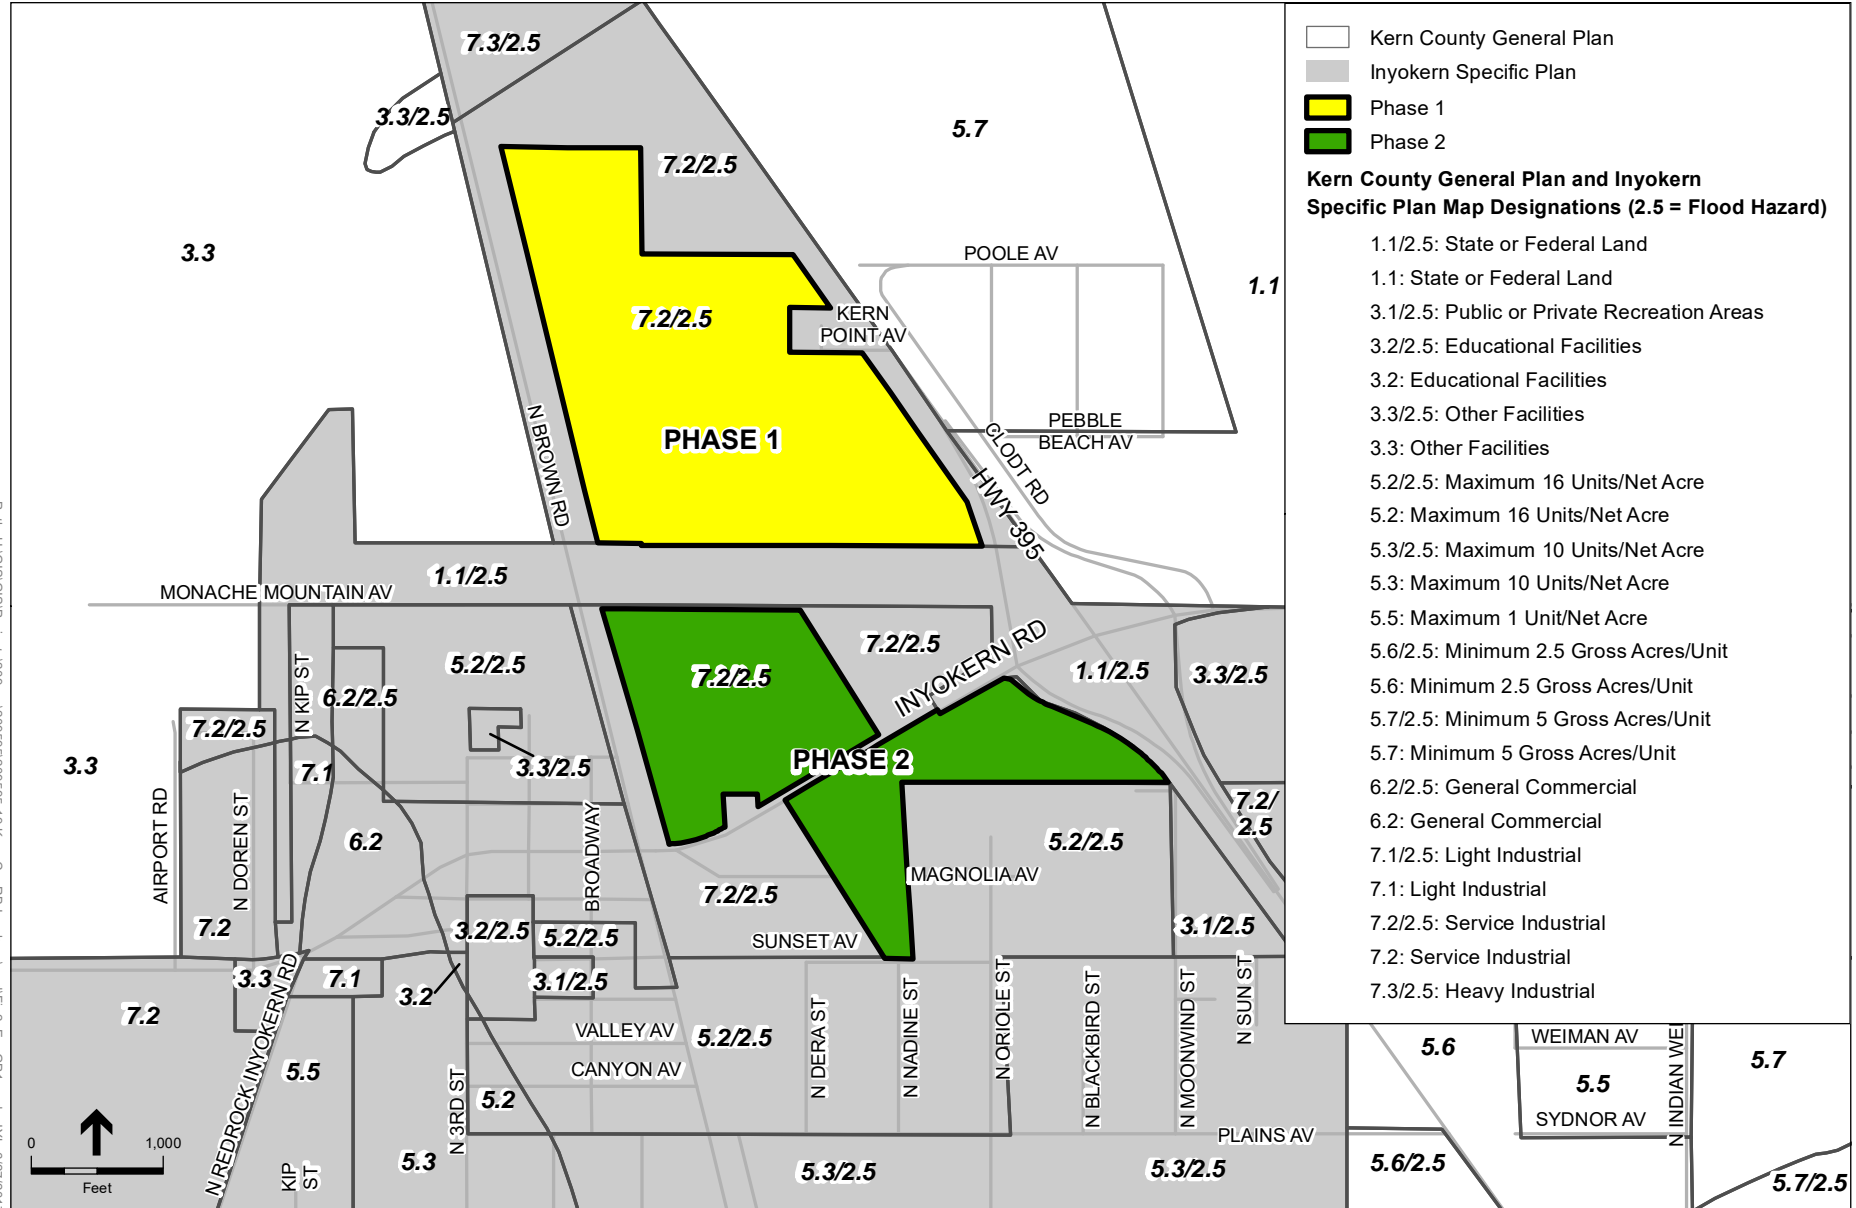 7.3/2.5
3.3/2.5
7.2/2.5
5.7
3.3
POOLE AV
1.1
7.2/2.5
KERN
POINT AV
PHASE 1
N BROWN RD
PEBBLE
BEACH AV
CLODT RD
HWY 395
1.1/2.5
MONACHE MOUNTAIN AV
5.2/2.5
7.2/2.5
INYOKERN RD
1.1/2.5
3.3/2.5
N KIP ST
6.2/2.5
7.2/2.5
7.2/2.5
3.3
7.1
3.3/2.5
PHASE 2
AIRPORT RD
N DOREN ST
6.2
BROADWAY
5.2/2.5
7.2/
2.5
MAGNOLIA AV
7.2/2.5
7.2
3.2/2.5
5.2/2.5
SUNSET AV
3.1/2.5
3.3
7.1
3.2
3.1/2.5
7.2
N REDROCK INYOKERN RD
VALLEY AV
5.2/2.5
N DERA ST
N NADINE ST
N ORIOLE ST
N BLACKBIRD ST
N MOONWIND ST
N SUN ST
5.5
CANYON AV
5.2
N 3RD ST
5.6
WEIMAN AV
5.5
SYDNOR AV
5.7
PLAINS AV
KIP
ST
5.3
5.3/2.5
5.3/2.5
5.6/2.5
5.7/2.5
0 1,000
Feet
Kern County General Plan
Inyokern Specific Plan
Phase 1
Phase 2
Kern County General Plan and Inyokern
Specific Plan Map Designations (2.5 = Flood Hazard)
1.1/2.5: State or Federal Land
1.1: State or Federal Land
3.1/2.5: Public or Private Recreation Areas
3.2/2.5: Educational Facilities
3.2: Educational Facilities
3.3/2.5: Other Facilities
3.3: Other Facilities
5.2/2.5: Maximum 16 Units/Net Acre
5.2: Maximum 16 Units/Net Acre
5.3/2.5: Maximum 10 Units/Net Acre
5.3: Maximum 10 Units/Net Acre
5.5: Maximum 1 Unit/Net Acre
5.6/2.5: Minimum 2.5 Gross Acres/Unit
5.6: Minimum 2.5 Gross Acres/Unit
5.7/2.5: Minimum 5 Gross Acres/Unit
5.7: Minimum 5 Gross Acres/Unit
6.2/2.5: General Commercial
6.2: General Commercial
7.1/2.5: Light Industrial
7.1: Light Industrial
7.2/2.5: Service Industrial
7.2: Service Industrial
7.3/2.5: Heavy Industrial